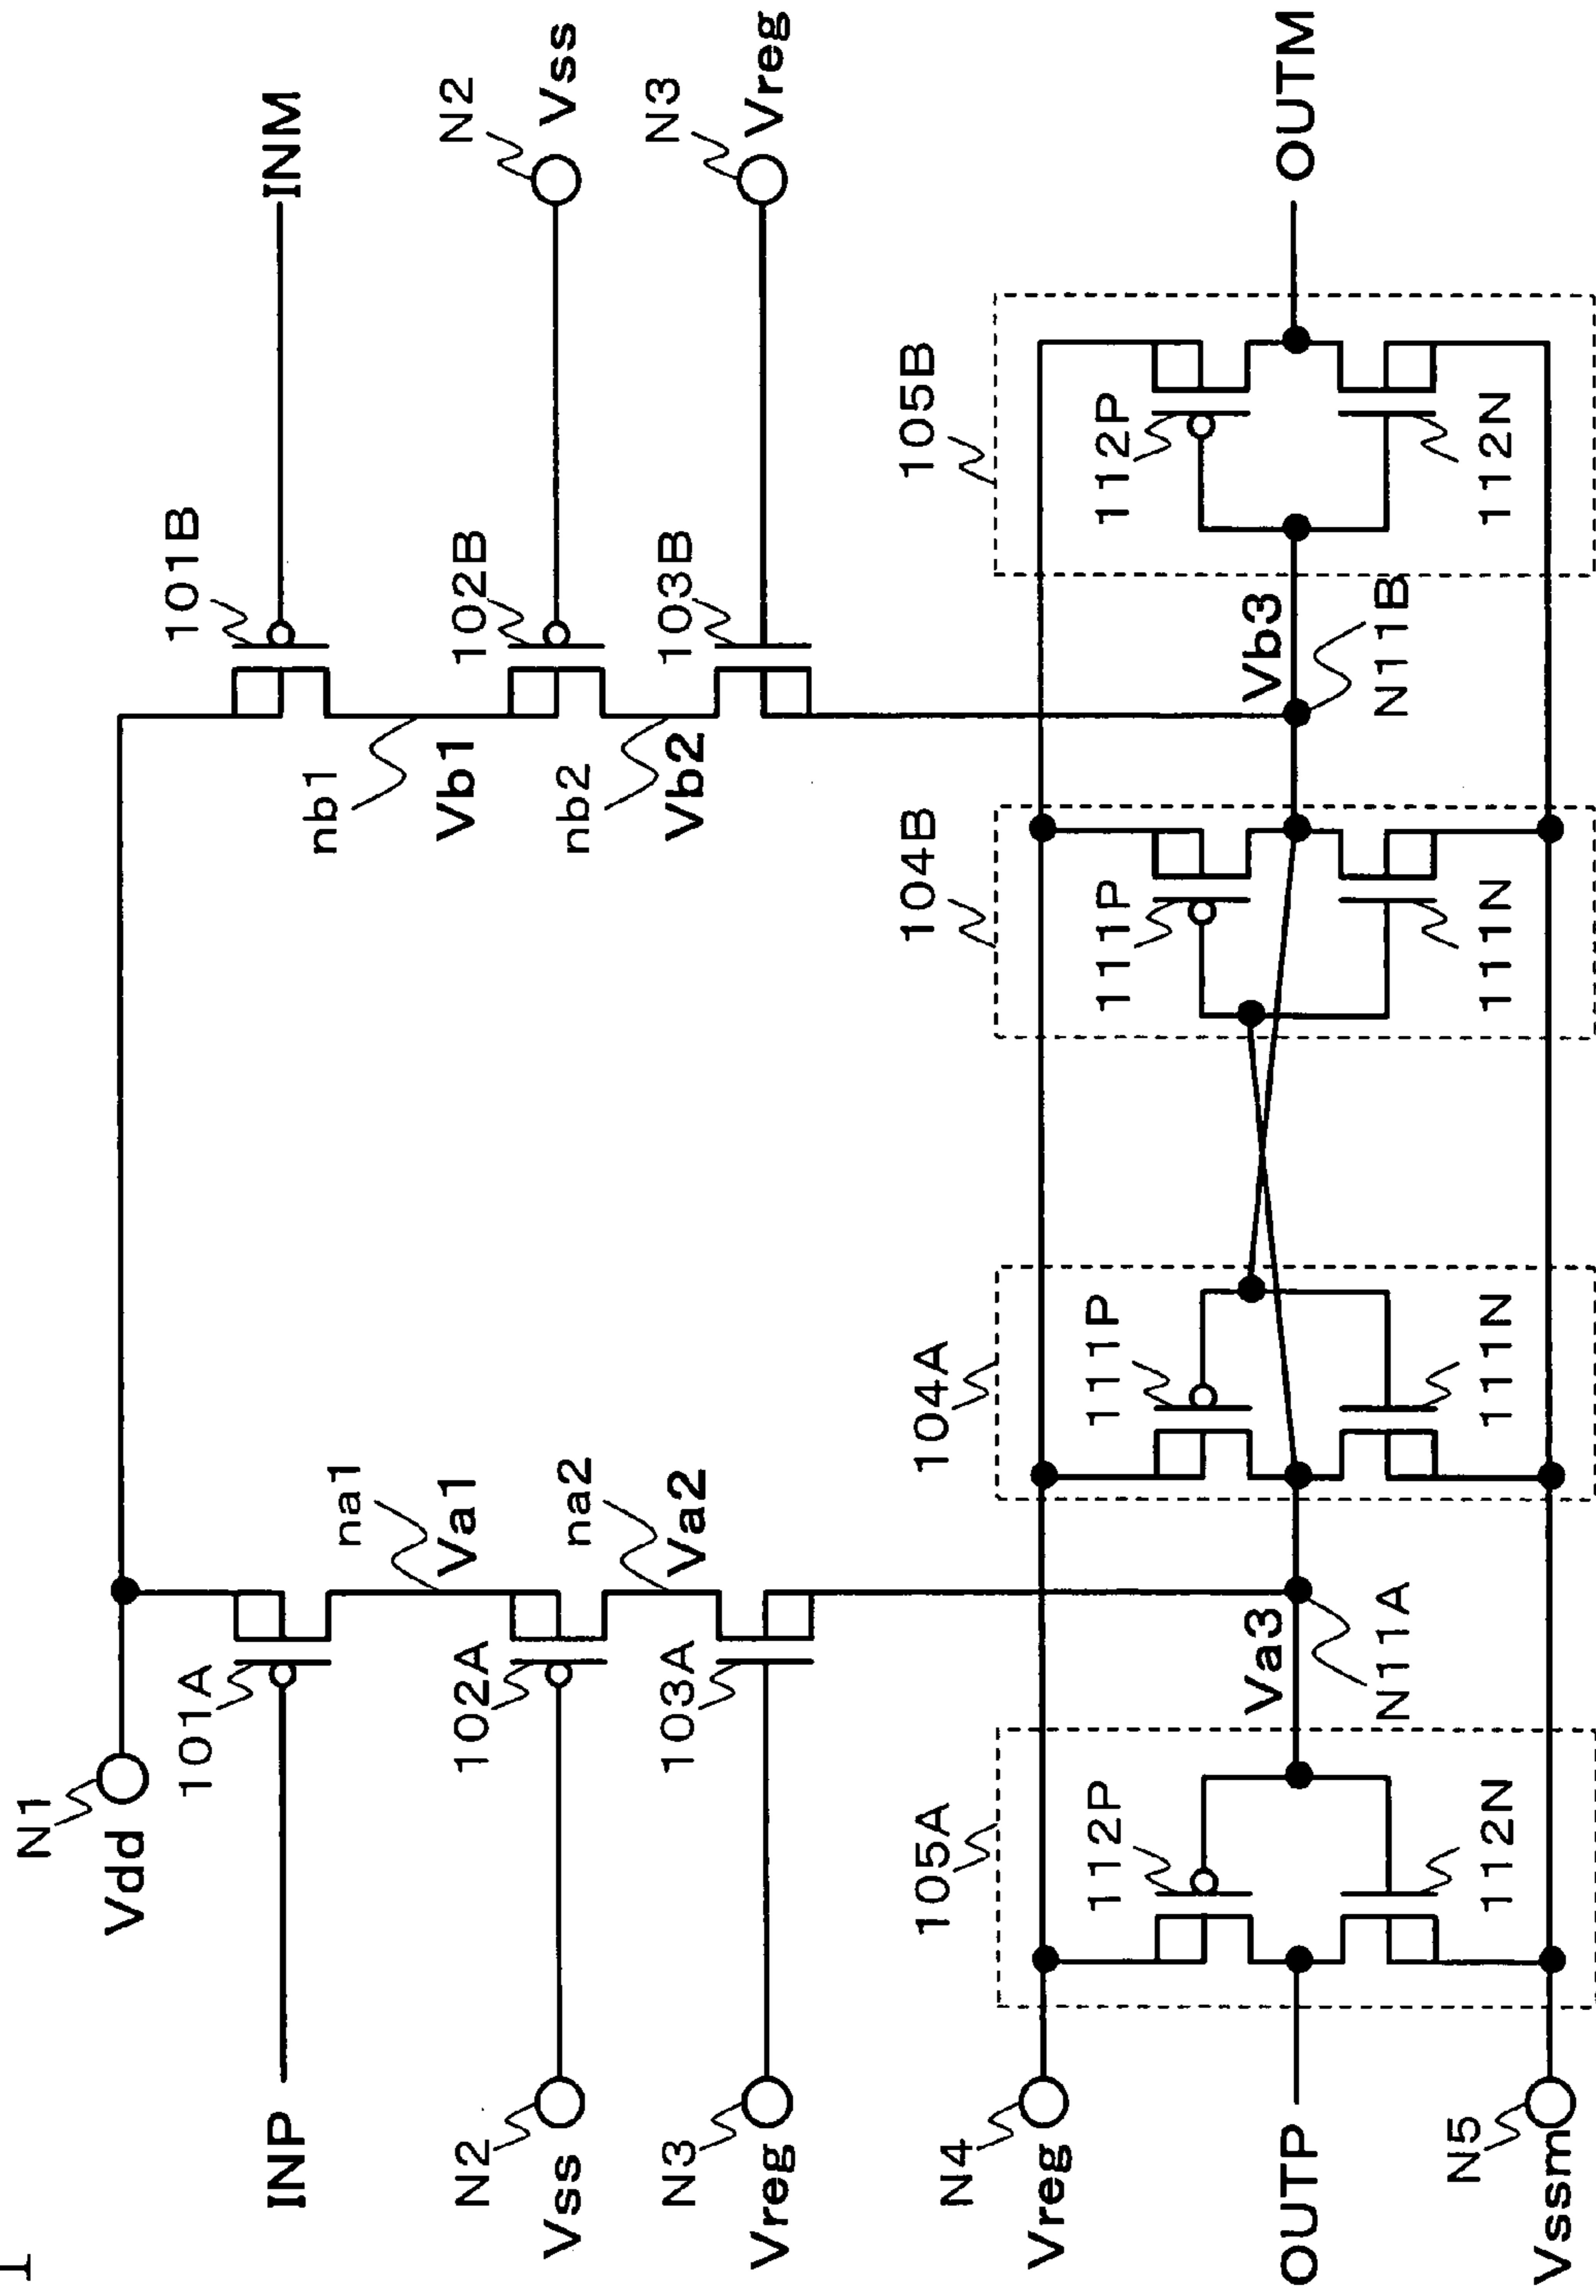 1
N1
Vdd
101A
101B
INP
INM
na1
nb1
Va1
Vb1
N2
102A
102B
N2
Vss
na2
nb2
Vss
N3
103A
Va2
Vb2
103B
N3
Vreg
Vreg
105A
104A
104B
105B
N4
Vreg
112P
111P
111P
112P
Va3
Vb3
OUTP
OUTM
N11A
N11B
N5
112N
111N
111N
112N
Vssm